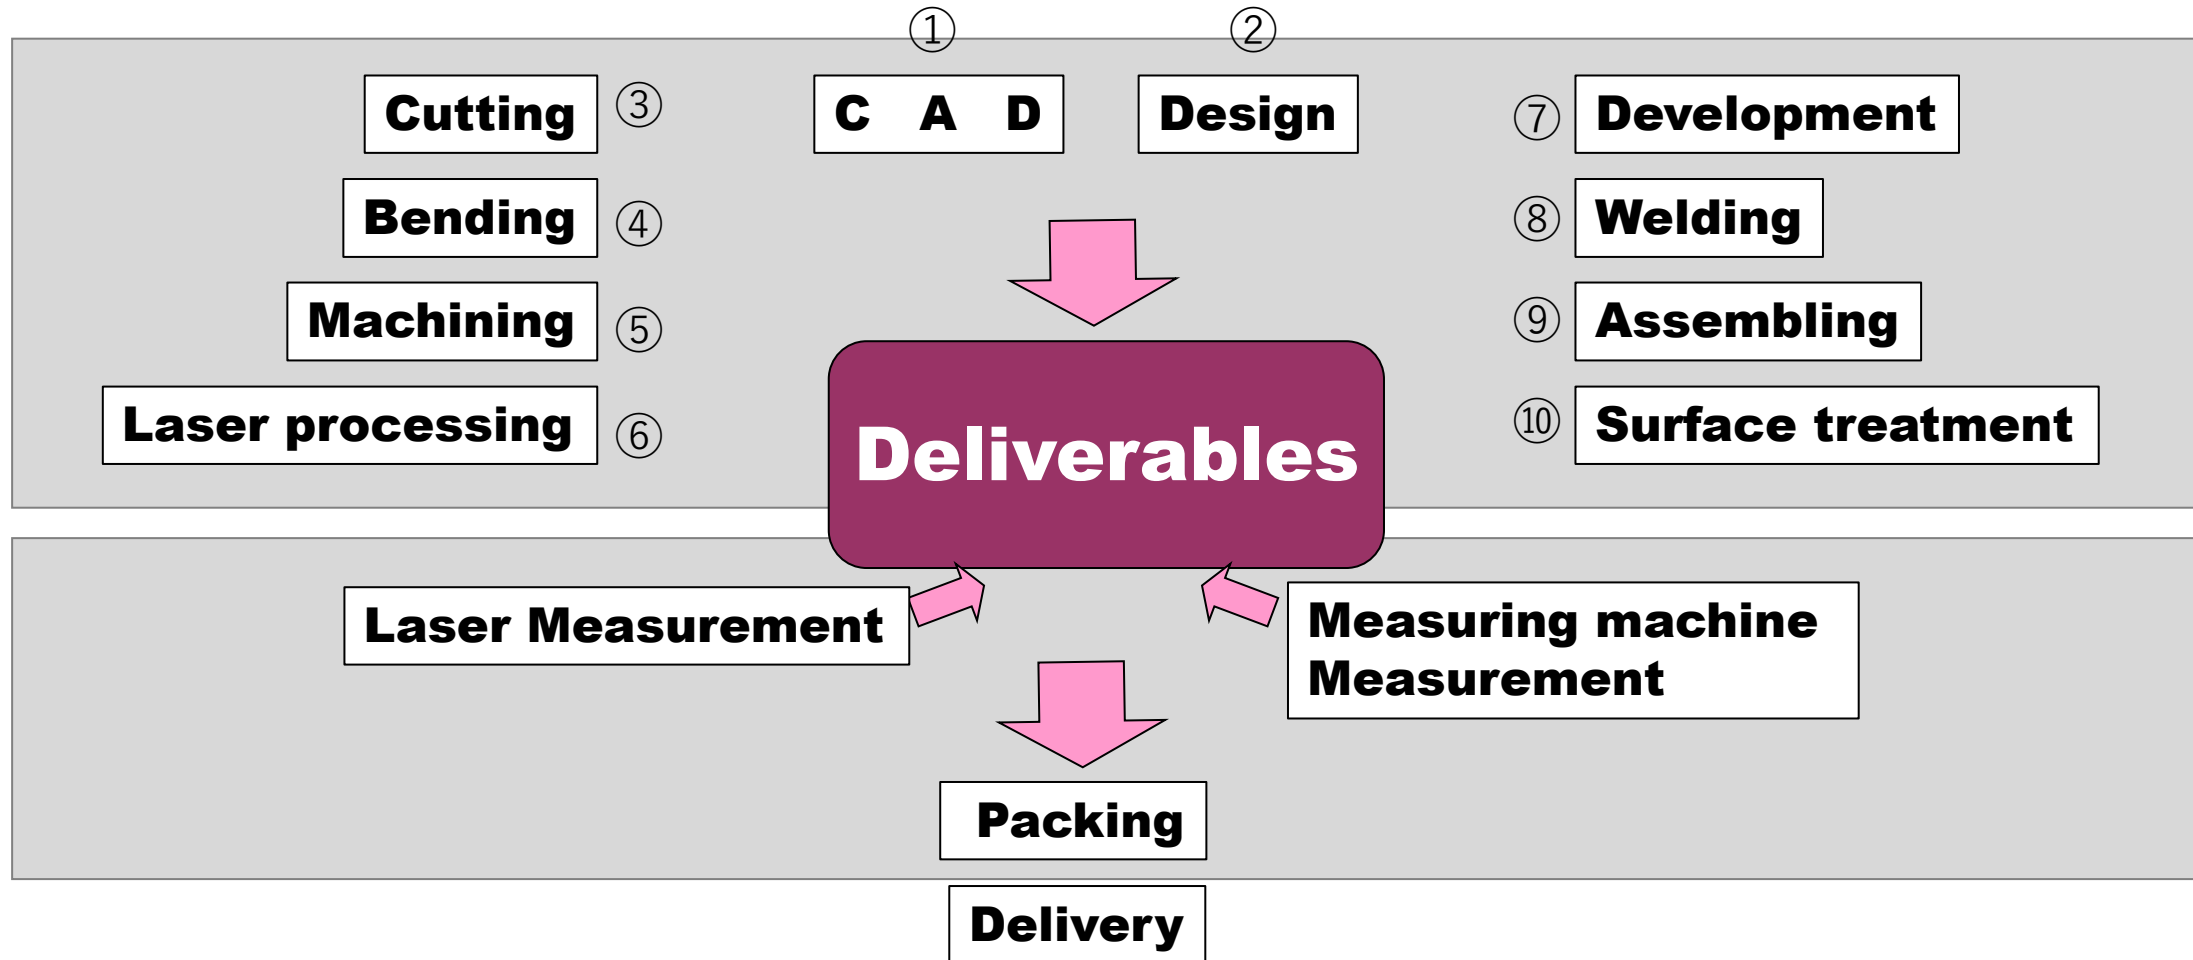 ①
②
Cutting ③
C A D
Design
⑦ Development
Bending ④
⑧ Welding
Machining ⑤
⑨ Assembling
Laser processing ⑥
⑩ Surface treatment
Deliverables
Laser Measurement
Measuring machine
Measurement
Packing
Delivery